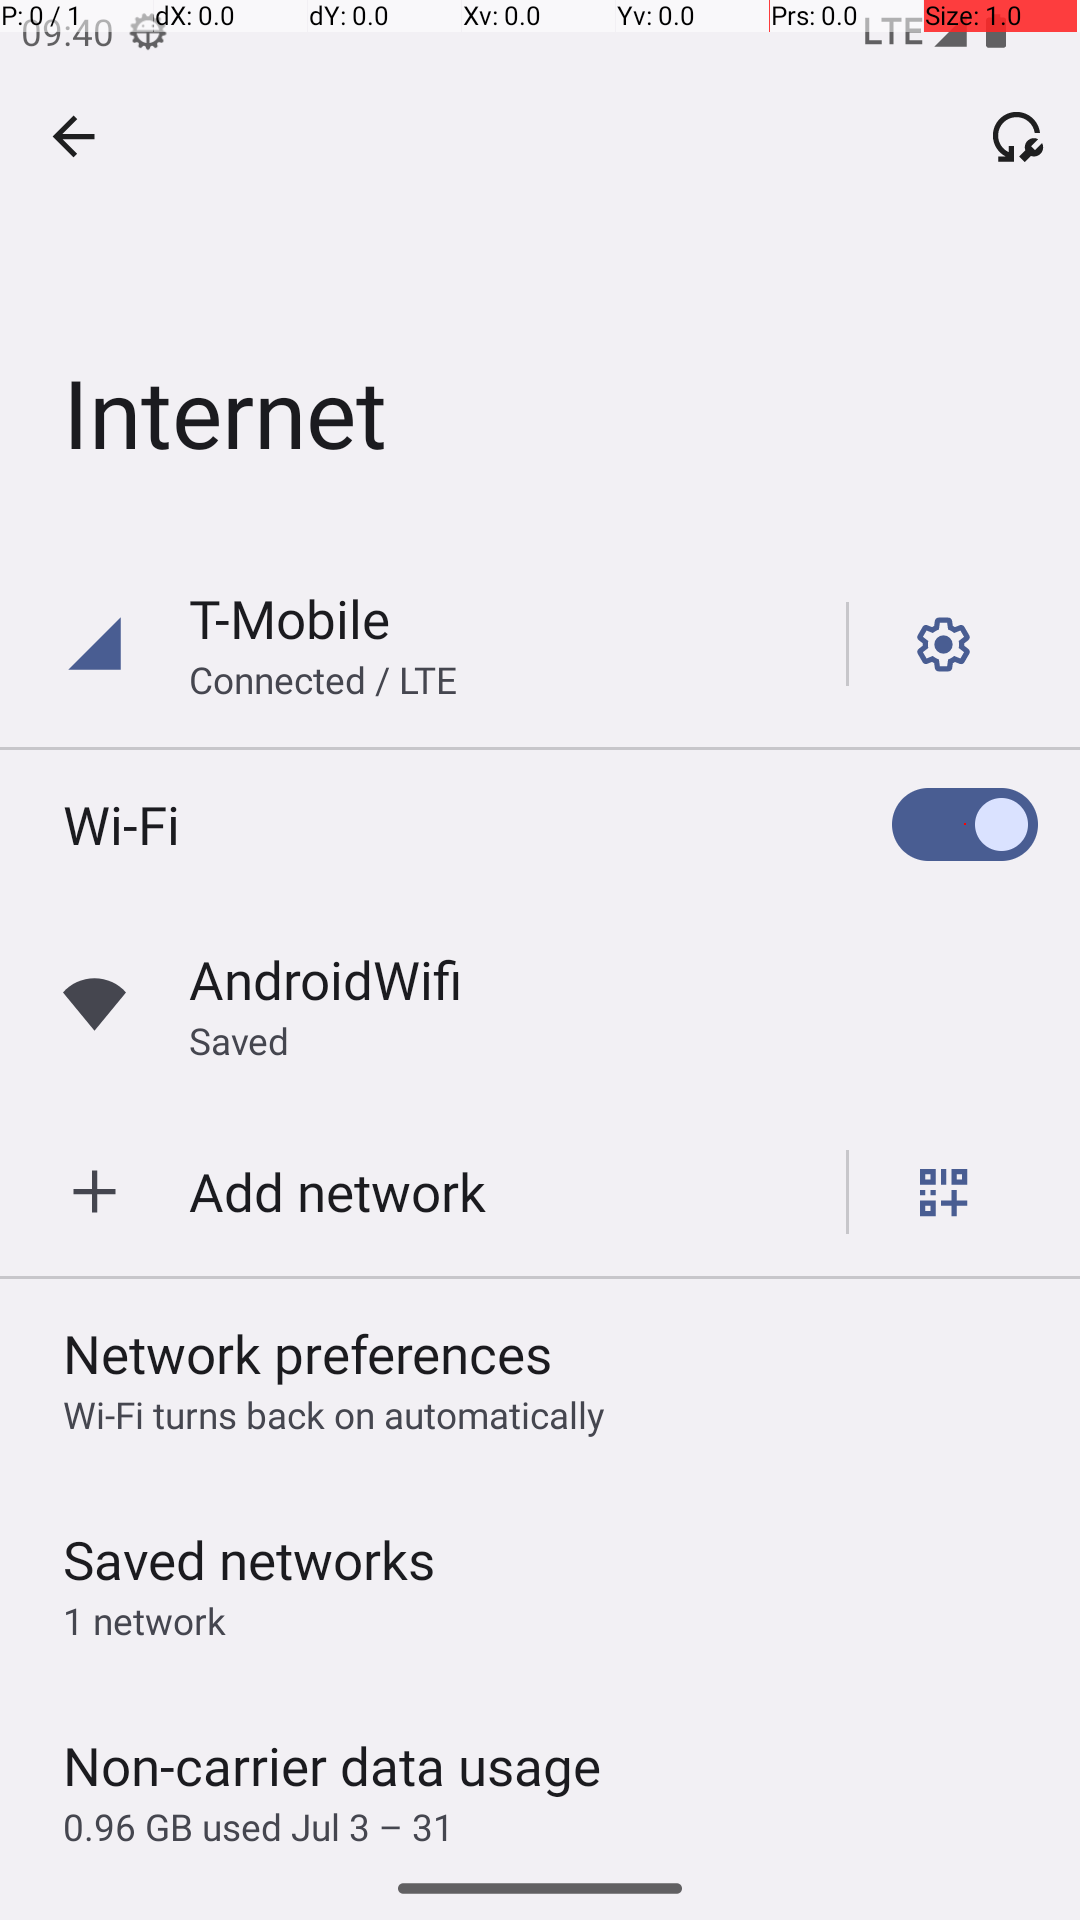 P: 0 / 1 dX: 0.0 dY: 0.0 Xv: 0.0 Yv: 0.0 Prs: 0.0 Size: 1.0
09:40 LTE
Internet
T-Mobile
Connected / LTE
Wi-Fi
AndroidWifi
Saved
Add network
Network preferences
Wi-Fi turns back on automatically
Saved networks
1 network
Non-carrier data usage
0.96 GB used Jul 3 – 31